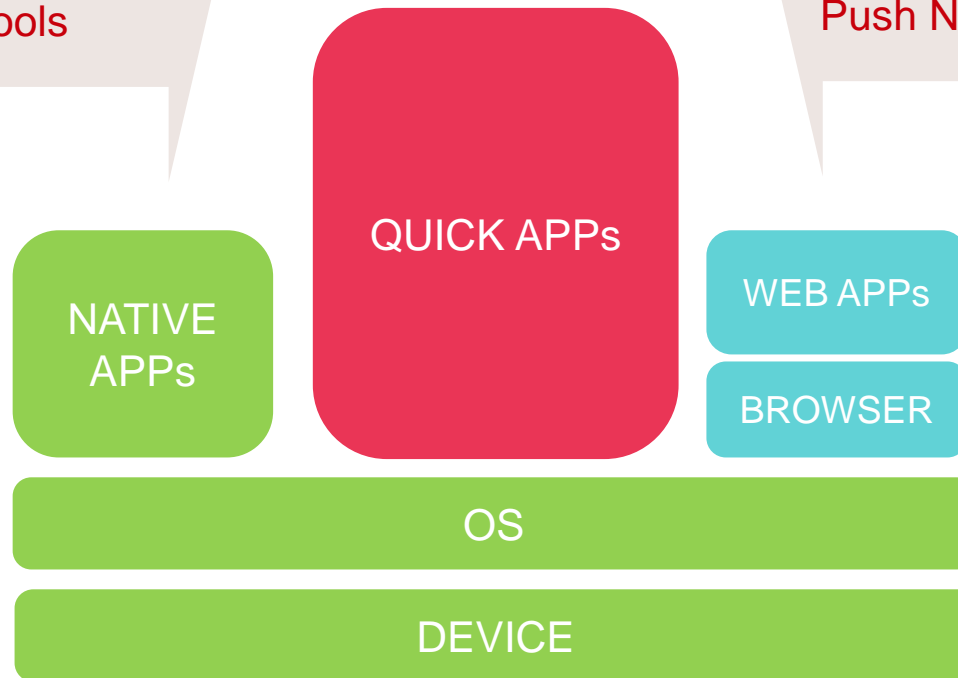 ools
Push N
QUICK APPs
NATIVE
APPs
WEB APPs
BROWSER
OS
DEVICE